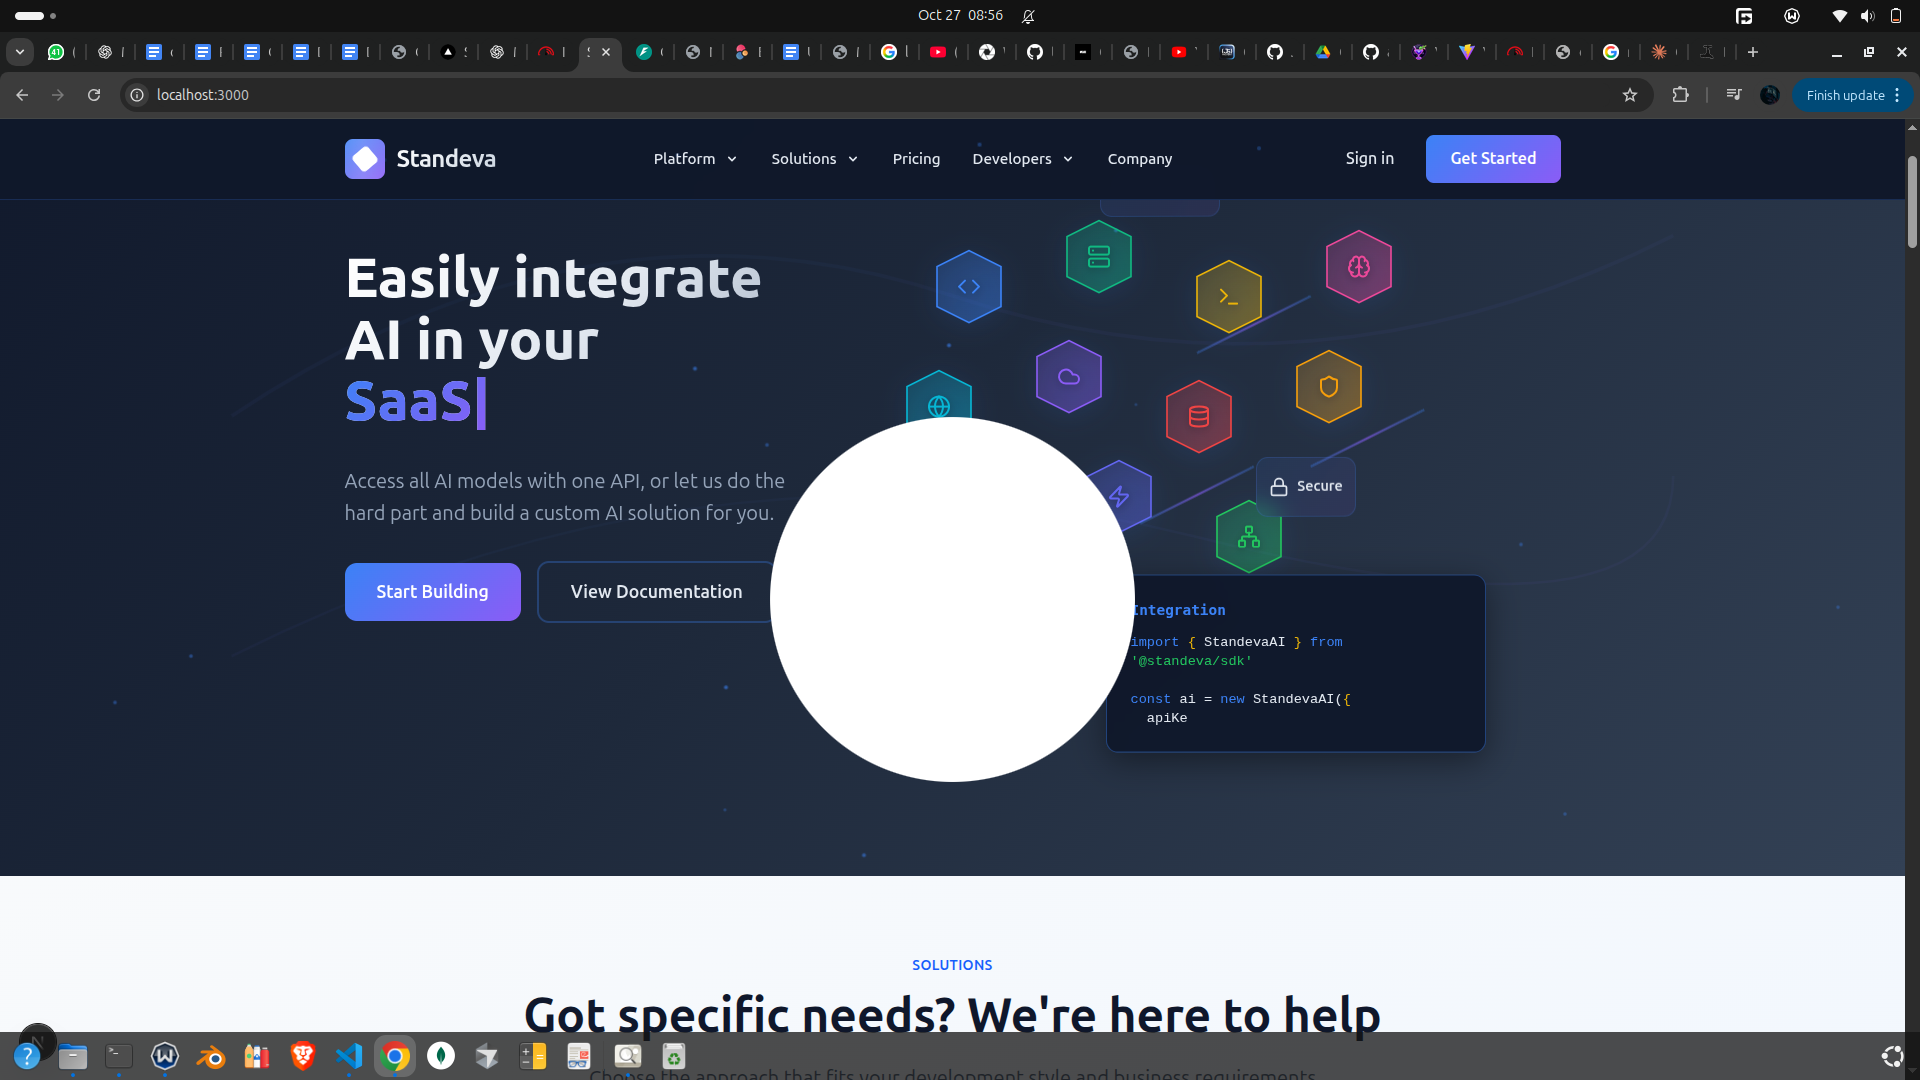 Oct 27 08:56
localhost:3000
Finish update
Standeva
Platform
Solutions
Pricing
Developers
Company
Sign in
Get Started
Easily integrate
AI in your
SaaS
Access all AI models with one API, or let us do the
hard part and build a custom AI solution for you.
Start Building
View Documentation
Secure
Integration
import { StandevaAI } from
'@standeva/sdk'
const ai = new StandevaAI({
apiKe
SOLUTIONS
Got specific needs? We're here to help
Choose the approach that fits your development style and business requirements